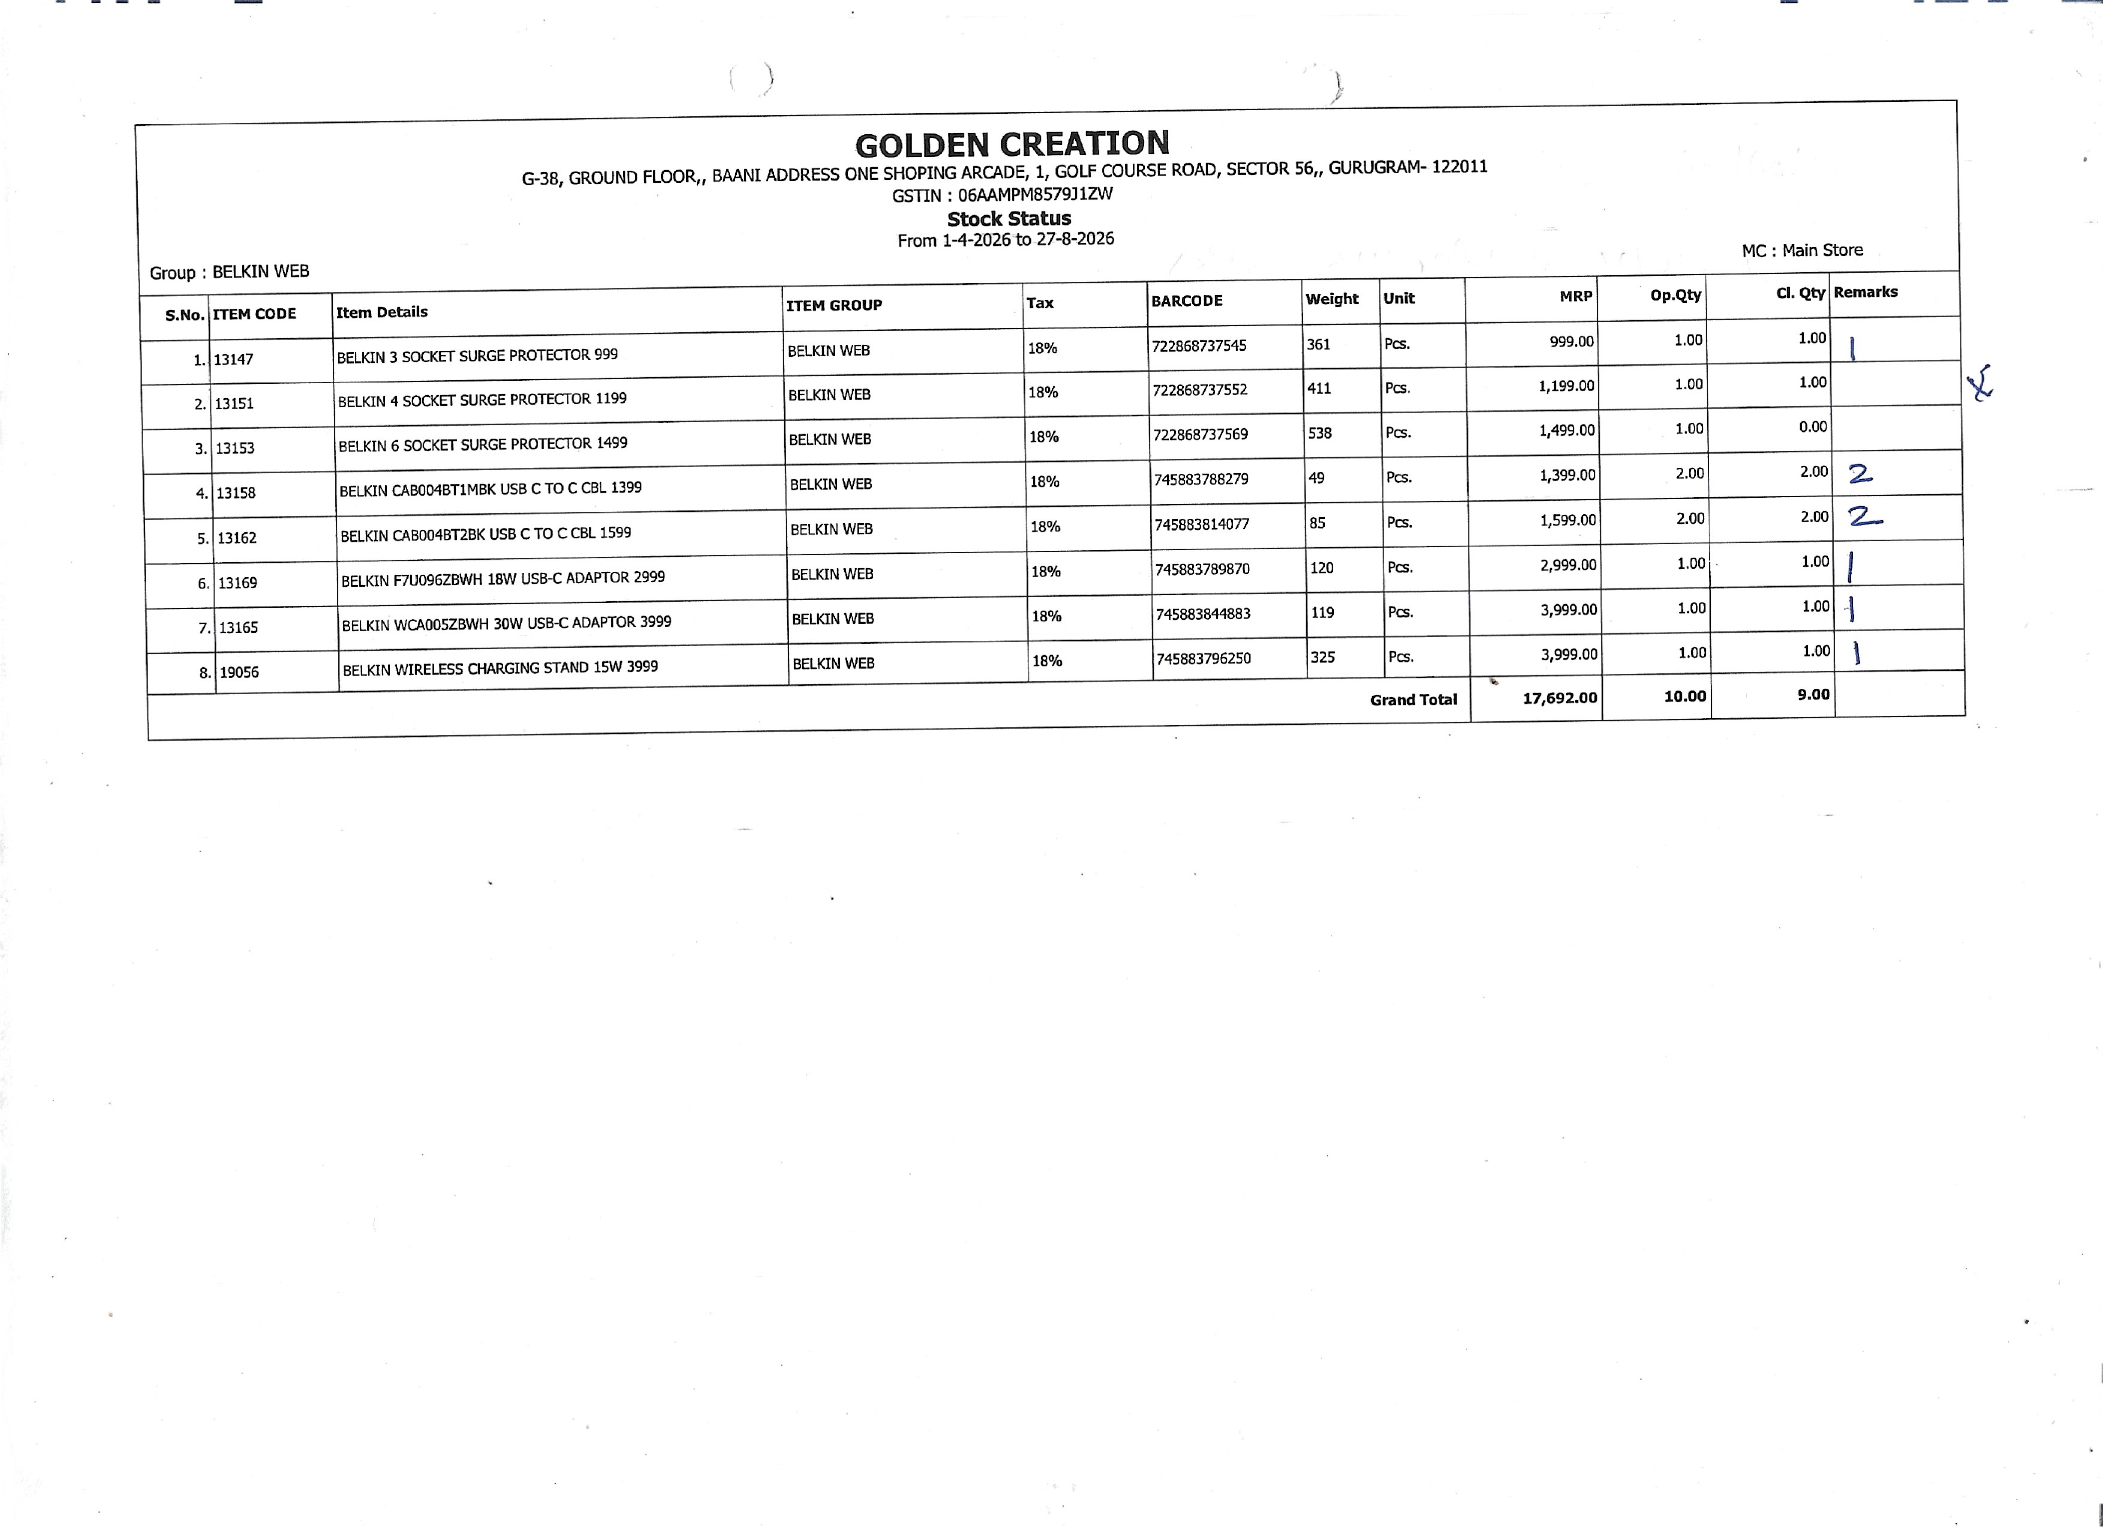 GOLDEN CREATION
G-38, GROUND FLOOR,, BAANI ADDRESS ONE SHOPING ARCADE, 1, GOLF COURSE ROAD, SECTOR 56,, GURUGRAM- 122011
GSTIN : 06AAMPM8579J1ZW
Stock Status
From 1-4-2026 to 27-8-2026
MC : Main Store
Group : BELKIN WEB
S.No. ITEM CODE Item Details ITEM GROUP Tax BARCODE Weight Unit MRP Op.Qty Cl. Qty Remarks
1. 13147 BELKIN 3 SOCKET SURGE PROTECTOR 999 BELKIN WEB 18% 722868737545 361 Pcs. 999.00 1.00 1.00 1
2. 13151 BELKIN 4 SOCKET SURGE PROTECTOR 1199 BELKIN WEB 18% 722868737552 411 Pcs. 1,199.00 1.00 1.00
3. 13153 BELKIN 6 SOCKET SURGE PROTECTOR 1499 BELKIN WEB 18% 722868737569 538 Pcs. 1,499.00 1.00 0.00
4. 13158 BELKIN CAB004BT1MBK USB C TO C CBL 1399 BELKIN WEB 18% 745883788279 49 Pcs. 1,399.00 2.00 2.00 2
5. 13162 BELKIN CAB004BT2BK USB C TO C CBL 1599 BELKIN WEB 18% 745883814077 85 Pcs. 1,599.00 2.00 2.00 2
6. 13169 BELKIN F7U096ZBWH 18W USB-C ADAPTOR 2999 BELKIN WEB 18% 745883789870 120 Pcs. 2,999.00 1.00 1.00 1
7. 13165 BELKIN WCA005ZBWH 30W USB-C ADAPTOR 3999 BELKIN WEB 18% 745883844883 119 Pcs. 3,999.00 1.00 1.00 1
8. 19056 BELKIN WIRELESS CHARGING STAND 15W 3999 BELKIN WEB 18% 745883796250 325 Pcs. 3,999.00 1.00 1.00 1
Grand Total 17,692.00 10.00 9.00